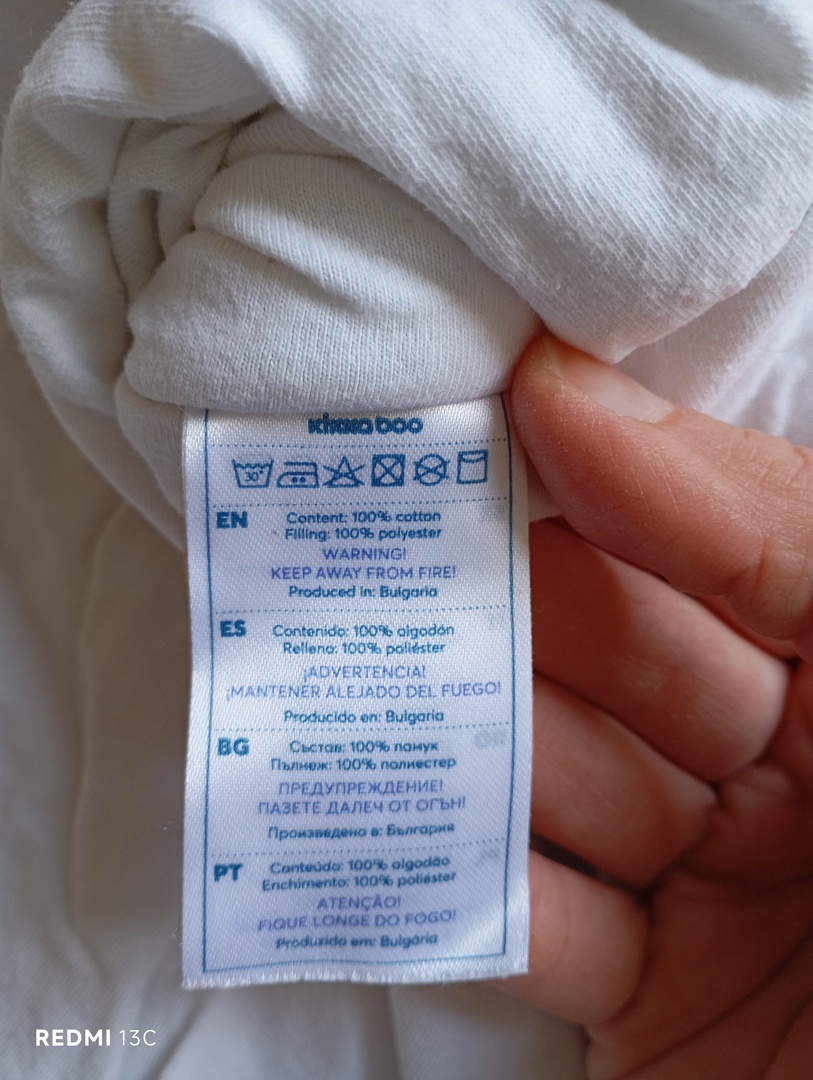 Khara boo
30°
EN
Content: 100% cotton
Filling: 100% polyester
WARNING!
KEEP AWAY FROM FIRE!
Produced in: Bulgaria
ES
Contenido: 100% algodón
Relleno: 100% poliéster
¡ADVERTENCIA!
¡MANTENER ALEJADO DEL FUEGO!
Producido en: Bulgaria
BG
Състав: 100% памук
Пълнеж: 100% полиестер
ПРЕДУПРЕЖДЕНИЕ!
ПАЗЕТЕ ДАЛЕЧ ОТ ОГЪН!
Произведено в: България
PT
Conteúdo: 100% algodão
Enchimento: 100% poliéster
ATENÇÃO!
FIQUE LONGE DO FOGO!
Produzido em: Bulgária
REDMI 13C